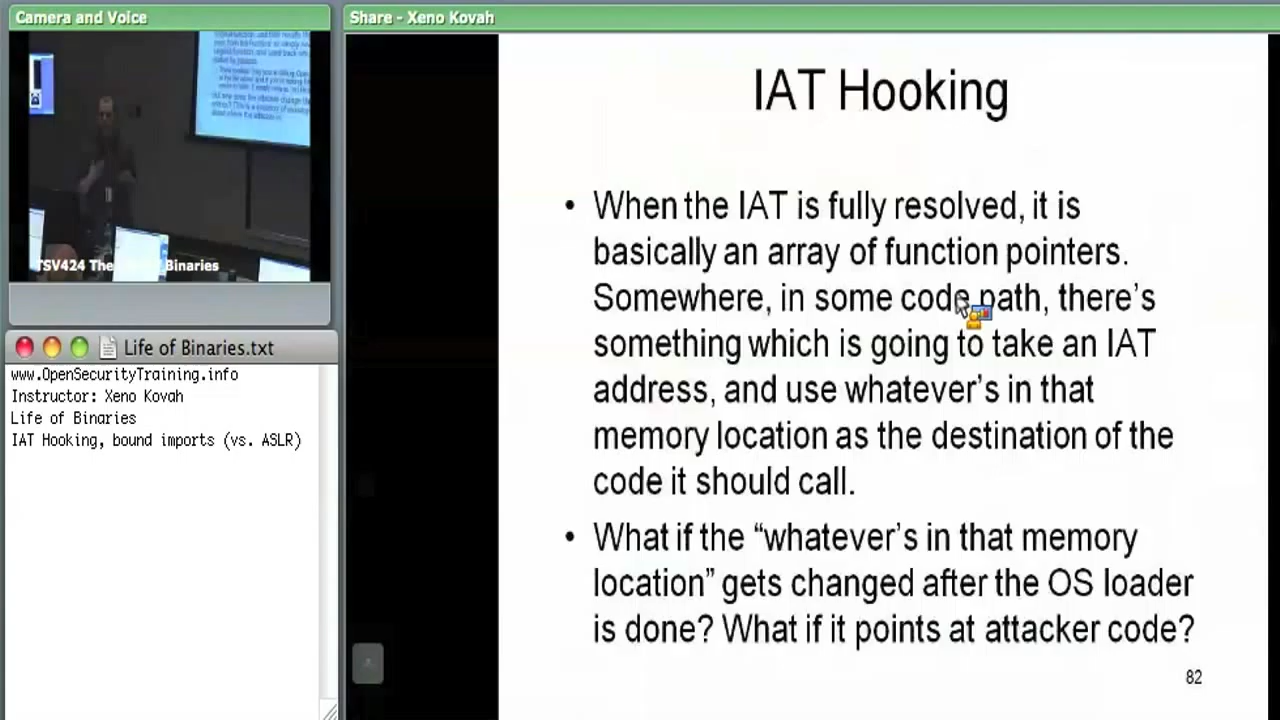 Camera and Voice
TSV424 The Binaries
Life of Binaries.txt
www.OpenSecurityTraining.info
Instructor: Xeno Kovah
Life of Binaries
IAT Hooking, bound imports (vs. ASLR)
Share - Xeno Kovah
IAT Hooking
• When the IAT is fully resolved, it is
basically an array of function pointers.
Somewhere, in some code path, there's
something which is going to take an IAT
address, and use whatever's in that
memory location as the destination of the
code it should call.
• What if the “whatever's in that memory
location” gets changed after the OS loader
is done? What if it points at attacker code?
82